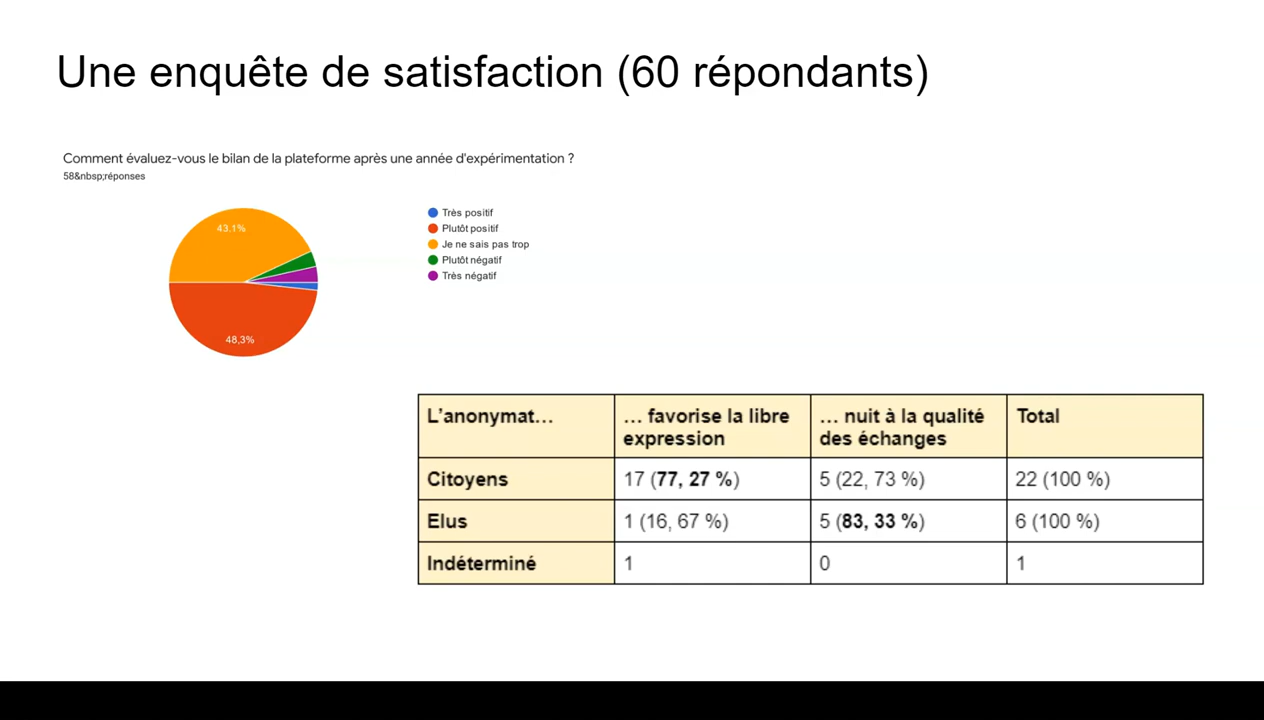 Une enquête de satisfaction (60 répondants)
Comment évaluez-vous le bilan de la plateforme après une année d'expérimentation ?
58&nbsp;réponses
43.1%
48,3%
Très positif
Plutôt positif
Je ne sais pas trop
Plutôt négatif
Très négatif
L'anonymat… … favorise la libre … nuit à la qualité Total
expression des échanges
Citoyens 17 (77, 27 %) 5 (22, 73 %) 22 (100 %)
Elus 1 (16, 67 %) 5 (83, 33 %) 6 (100 %)
Indéterminé 1 0 1